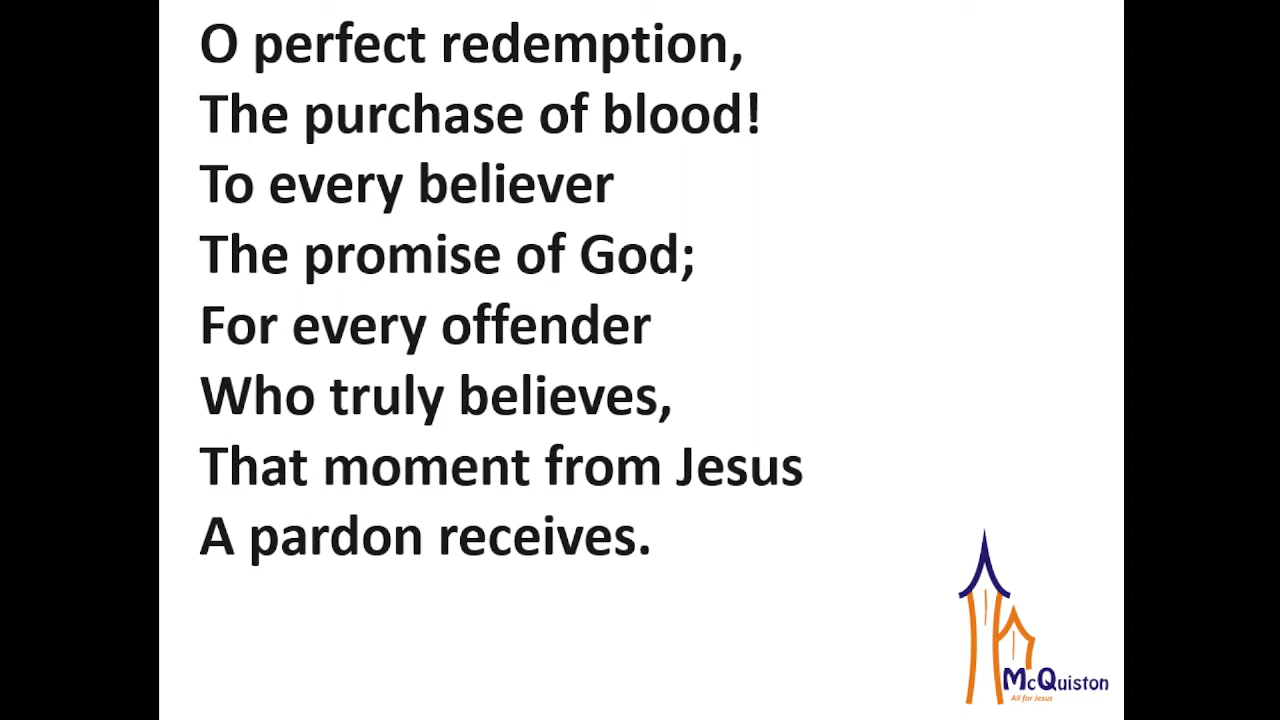 O perfect redemption,
The purchase of blood!
To every believer
The promise of God;
For every offender
Who truly believes,
That moment from Jesus
A pardon receives.
McQuiston
All for Jesus